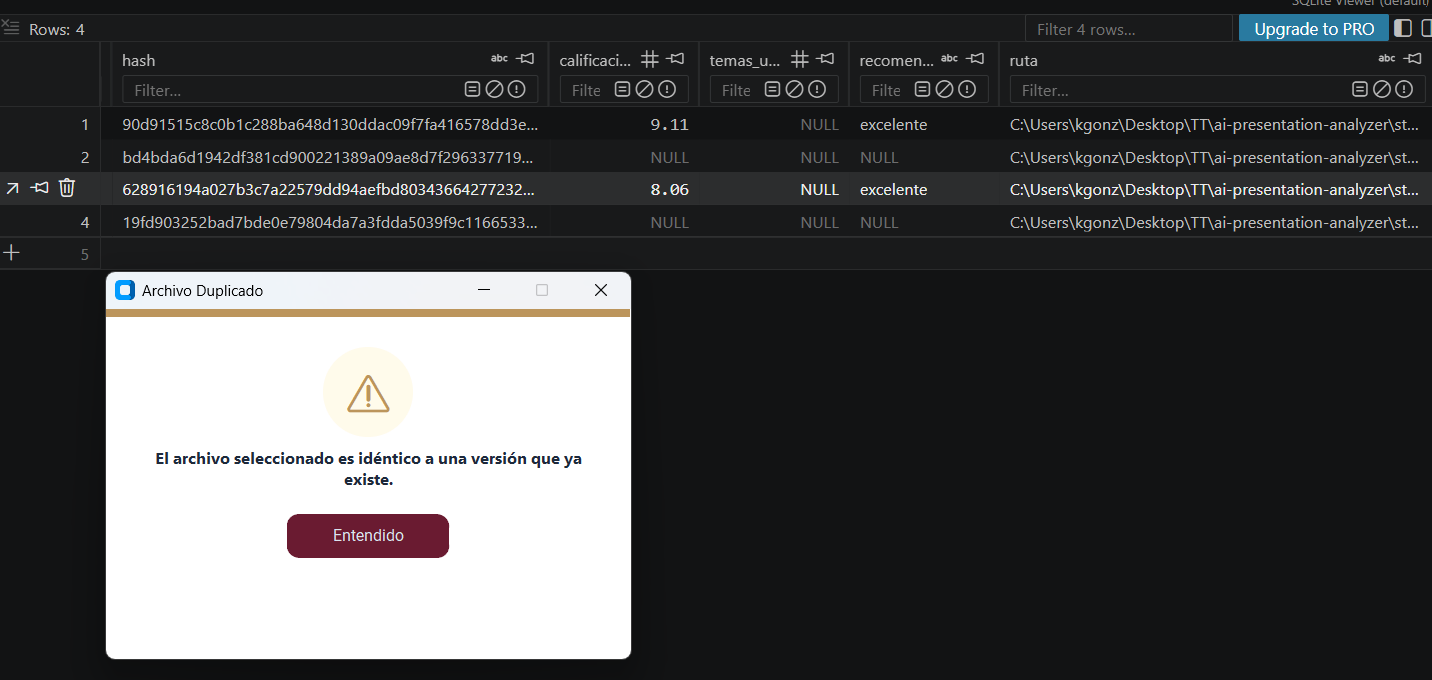 SQLite Viewer (default)
Rows: 4 Filter 4 rows... Upgrade to PRO
hash abc calificaci... temas_u... recomen... abc ruta abc
Filter... Filte Filte Filte Filter...
1 90d91515c8c0b1c288ba648d130ddac09f7fa416578dd3e... 9.11 NULL excelente C:\Users\kgonz\Desktop\TT\ai-presentation-analyzer\st...
2 bd4bda6d1942df381cd900221389a09ae8d7f296337719... NULL NULL NULL C:\Users\kgonz\Desktop\TT\ai-presentation-analyzer\st...
628916194a027b3c7a22579dd94aefbd80343664277232... 8.06 NULL excelente C:\Users\kgonz\Desktop\TT\ai-presentation-analyzer\st...
4 19fd903252bad7bde0e79804da7a3fdda5039f9c1166533... NULL NULL NULL C:\Users\kgonz\Desktop\TT\ai-presentation-analyzer\st...
5
Archivo Duplicado
El archivo seleccionado es idéntico a una versión que ya
existe.
Entendido